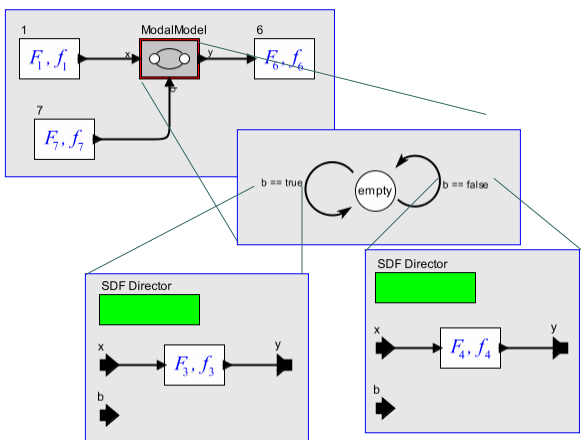 1
ModalModel
6
F1, f1
x
y
F6, f6
b
7
F7, f7
b == true
empty
b == false
SDF Director
x
F3, f3
y
b
SDF Director
x
F4, f4
y
b